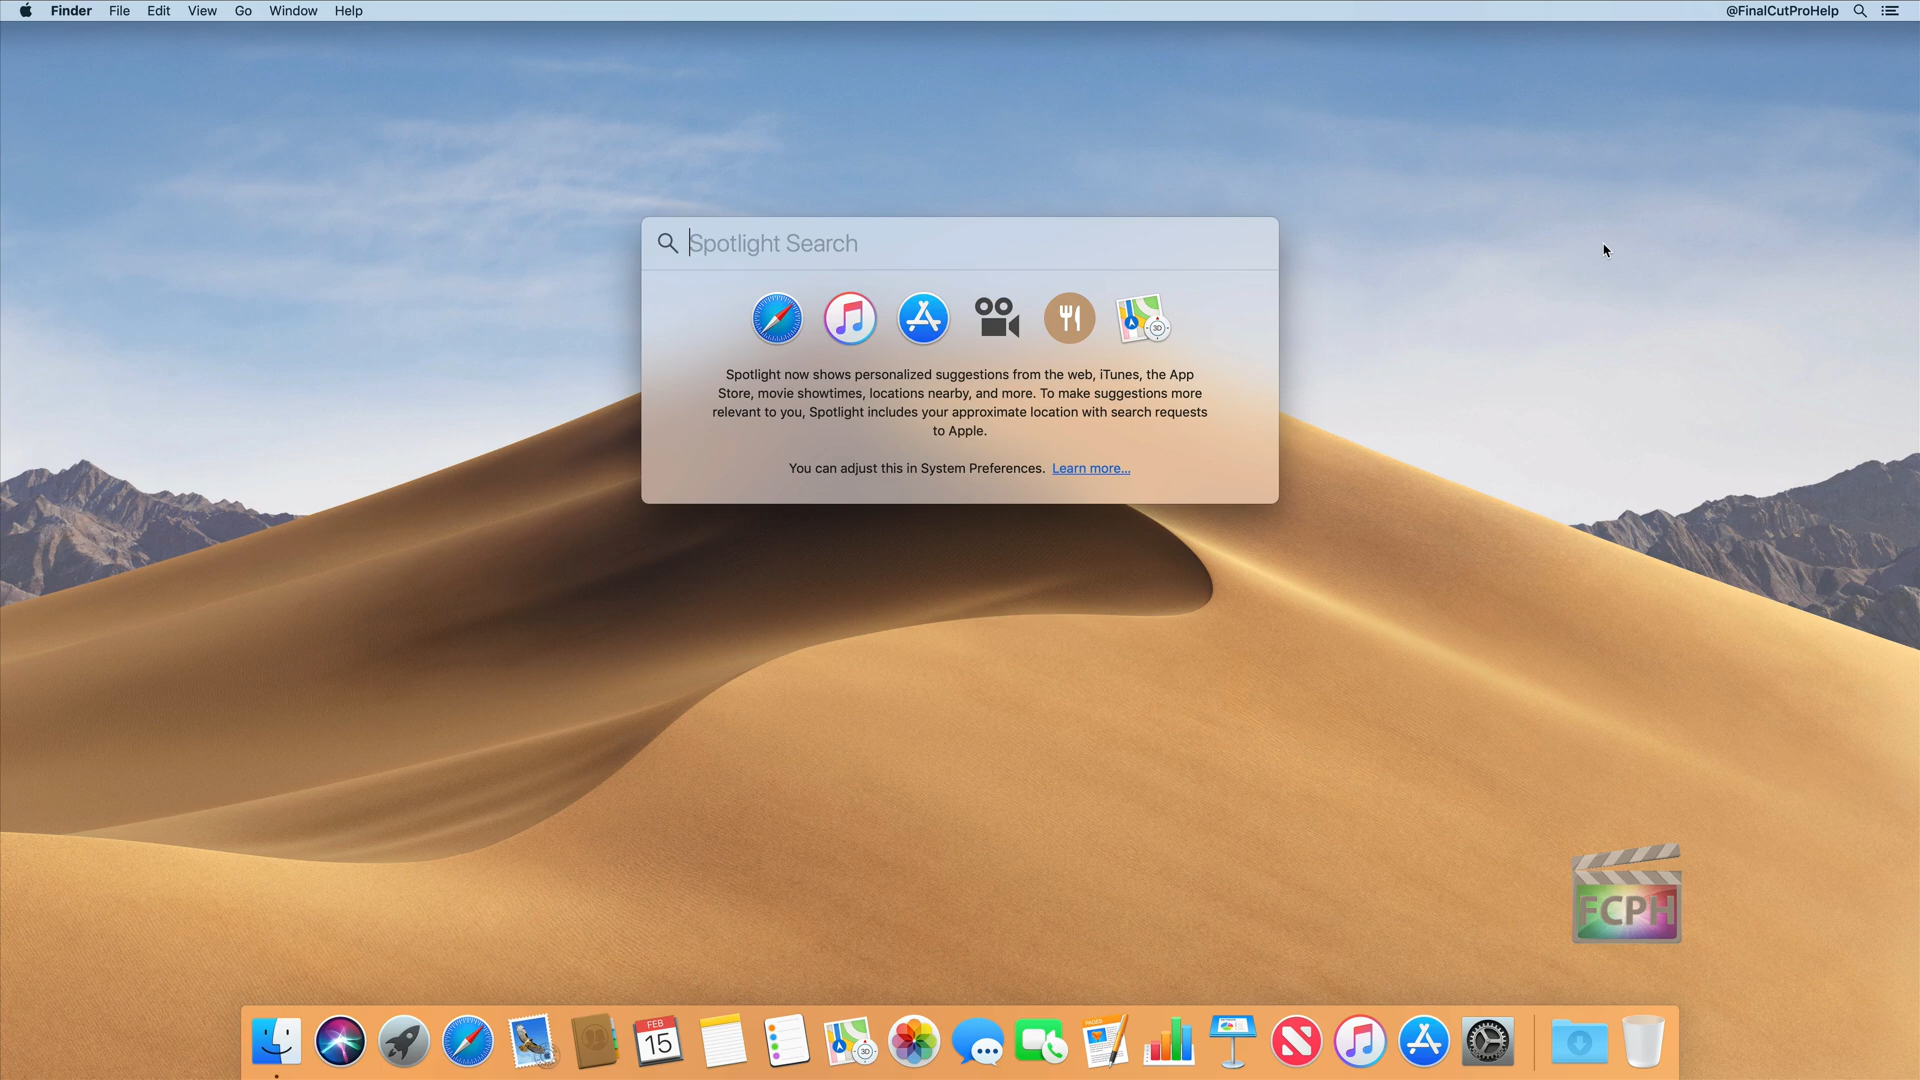 Finder File Edit View Go Window Help @FinalCutProHelp
Spotlight Search
3D
Spotlight now shows personalized suggestions from the web, iTunes, the App
Store, movie showtimes, locations nearby, and more. To make suggestions more
relevant to you, Spotlight includes your approximate location with search requests
to Apple.
You can adjust this in System Preferences. Learn more...
FCPH
FEB
15
3D
PAGES